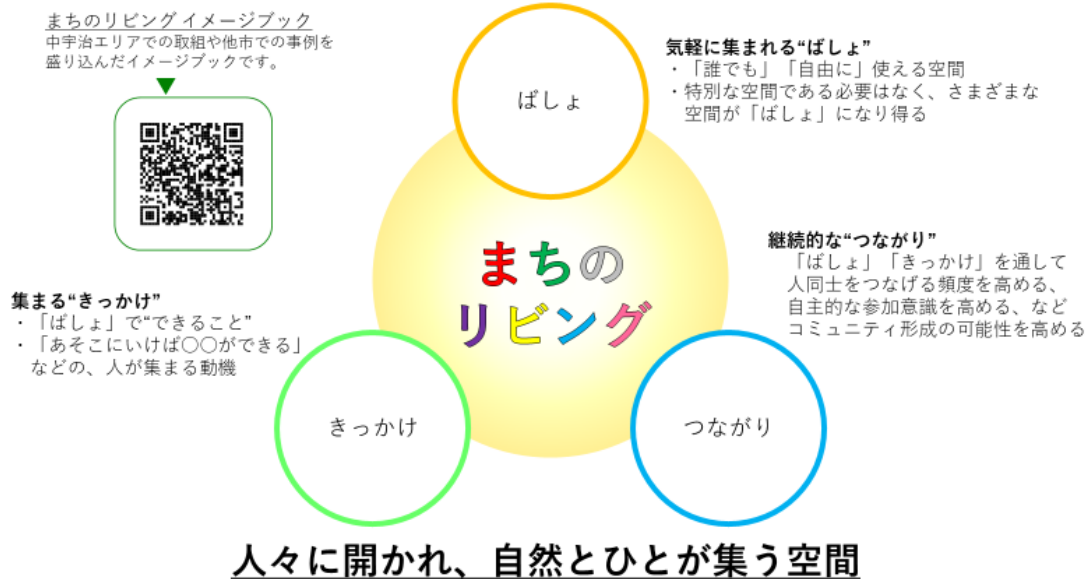 まちのリビング イメージブック
中宇治エリアでの取組や他市での事例を
盛り込んだイメージブックです。
ばしょ
気軽に集まれる“ばしょ”
・「誰でも」「自由に」使える空間
・特別な空間である必要はなく、さまざまな
空間が「ばしょ」になり得る
まちの
リビング
継続的な“つながり”
「ばしょ」「きっかけ」を通して
人同士をつなげる頻度を高める、
自主的な参加意識を高める、など
コミュニティ形成の可能性を高める
集まる“きっかけ”
・「ばしょ」で“できること”
・「あそこにいけば〇〇ができる」
などの、人が集まる動機
きっかけ
つながり
人々に開かれ、自然とひとが集う空間